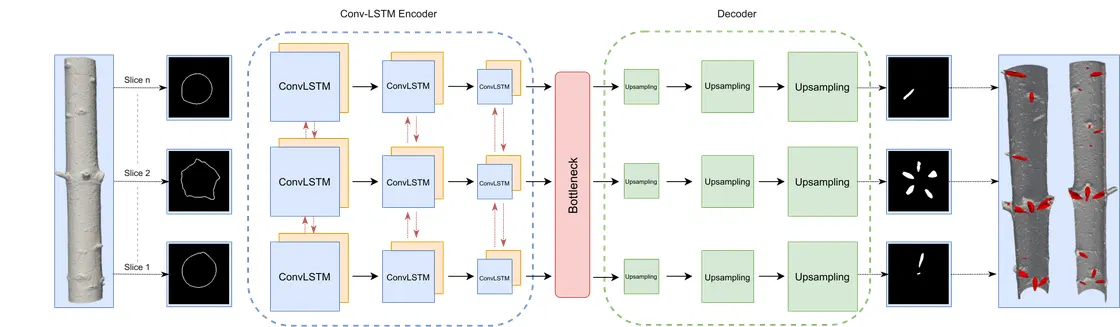 Conv-LSTM Encoder
Decoder
Slice n
ConvLSTM
ConvLSTM
ConvLSTM
Upsampling
Upsampling
Upsampling
Slice 2
ConvLSTM
ConvLSTM
ConvLSTM
Bottleneck
Upsampling
Upsampling
Upsampling
Slice 1
ConvLSTM
ConvLSTM
ConvLSTM
Upsampling
Upsampling
Upsampling